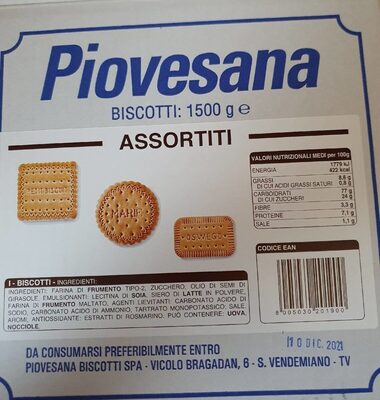 Piovesana
BISCOTTI: 1500 g e
ASSORTITI
PETIT BISCUIT
MARIE
OSWEGO
VALORI NUTRIZIONALI MEDI per 100g
1779 kJ
ENERGIA 422 kcal
GRASSI 8,6 g
DI CUI ACIDI GRASSI SATURI 0,8 g
CARBOIDRATI 77 g
DI CUI ZUCCHERI 24 g
FIBRE 3,3 g
PROTEINE 7,1 g
SALE 1,1 g
CODICE EAN
8005030201900
I - BISCOTTI - INGREDIENTI:
INGREDIENTI: FARINA DI FRUMENTO TIPO-2, ZUCCHERO, OLIO DI SEMI DI
GIRASOLE, EMULSIONANTI: LECITINA DI SOIA, SIERO DI LATTE IN POLVERE,
FARINA DI FRUMENTO MALTATO, AGENTI LIEVITANTI: CARBONATO ACIDO DI
SODIO, CARBONATO ACIDO DI AMMONIO, TARTRATO MONOPOTASSICO, SALE,
AROMI, ANTIOSSIDANTE: ESTRATTI DI ROSMARINO. PUÒ CONTENERE: UOVA,
NOCCIOLE.
10 DIC. 2021
DA CONSUMARSI PREFERIBILMENTE ENTRO
PIOVESANA BISCOTTI SPA - VICOLO BRAGADAN, 6 - S. VENDEMIANO - TV